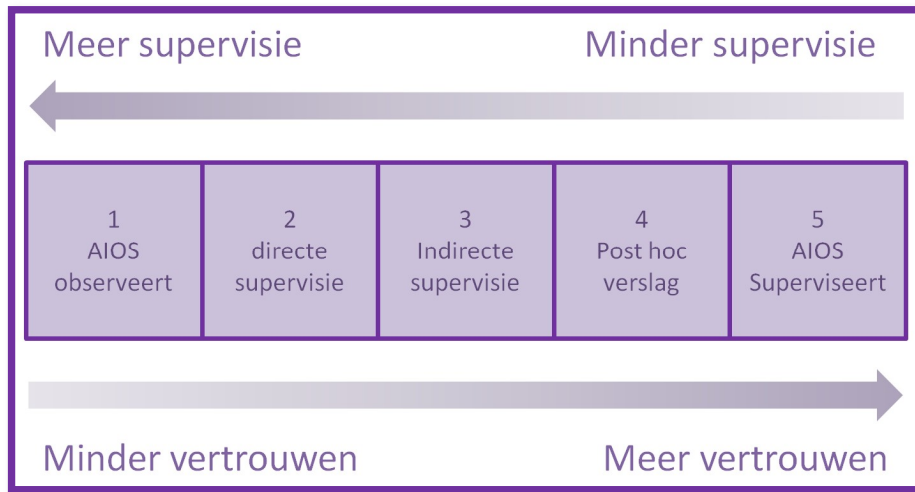 Meer supervisie
Minder supervisie
1
AIOS
observeert
2
directe
supervisie
3
Indirecte
supervisie
4
Post hoc
verslag
5
AIOS
Superviseert
Minder vertrouwen
Meer vertrouwen